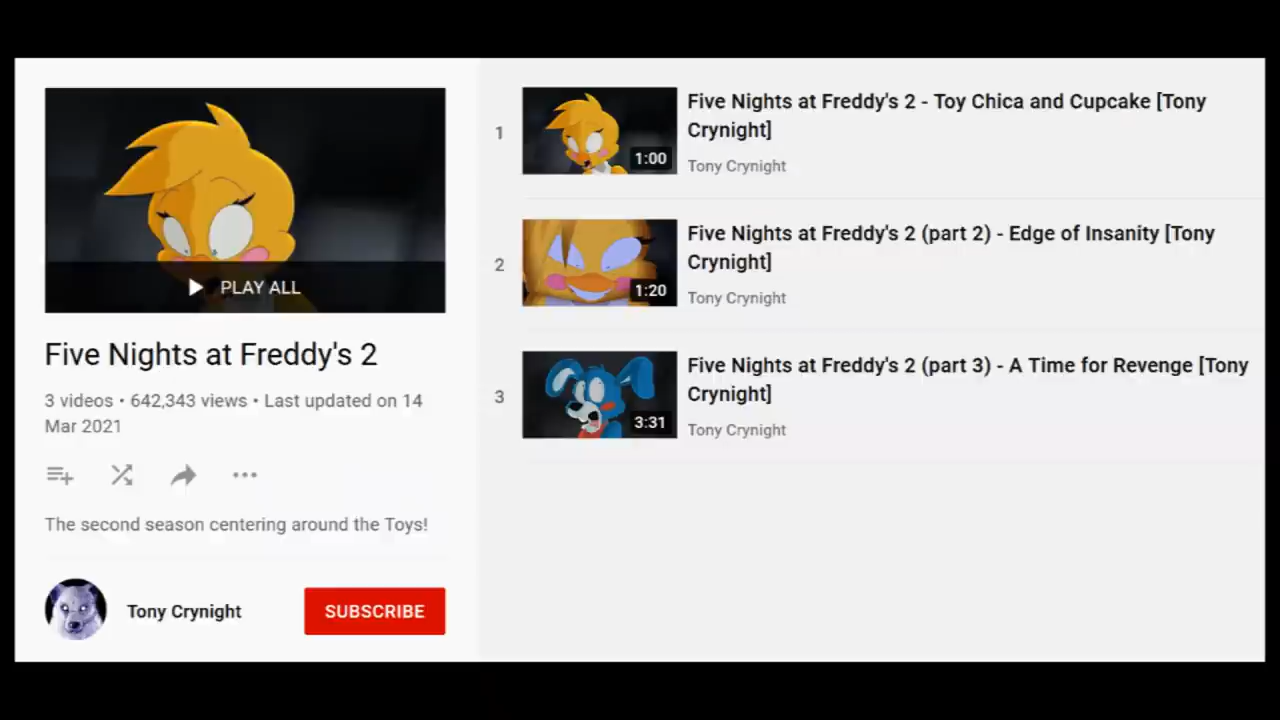 PLAY ALL
Five Nights at Freddy's 2
3 videos • 642,343 views • Last updated on 14
Mar 2021
The second season centering around the Toys!
Tony Crynight
SUBSCRIBE
1
1:00
Five Nights at Freddy's 2 - Toy Chica and Cupcake [Tony
Crynight]
Tony Crynight
2
1:20
Five Nights at Freddy's 2 (part 2) - Edge of Insanity [Tony
Crynight]
Tony Crynight
3
3:31
Five Nights at Freddy's 2 (part 3) - A Time for Revenge [Tony
Crynight]
Tony Crynight